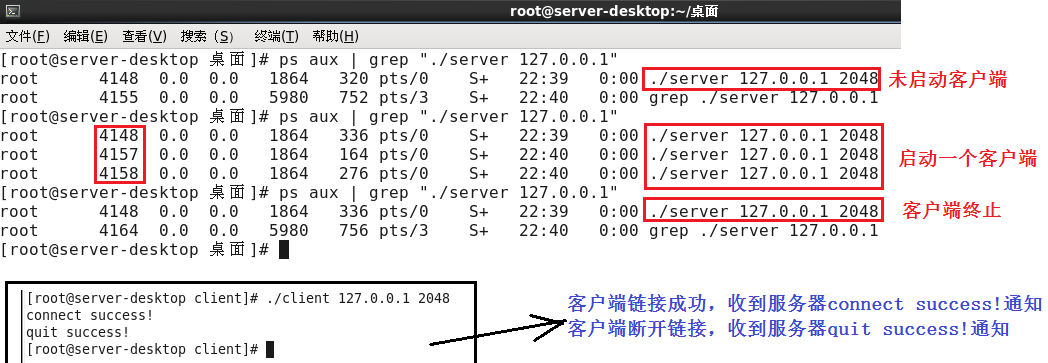 root@server-desktop:~/桌面
文件(F) 编辑(E) 查看(V) 搜索 (S) 终端(T) 帮助(H)
[root@server-desktop 桌面]# ps aux | grep "./server 127.0.0.1"
root 4148 0.0 0.0 1864 320 pts/0 S+ 22:39 0:00 ./server 127.0.0.1 2048 未启动客户端
root 4155 0.0 0.0 5980 752 pts/3 S+ 22:40 0:00 grep ./server 127.0.0.1
[root@server-desktop 桌面]# ps aux | grep "./server 127.0.0.1"
root 4148 0.0 0.0 1864 336 pts/0 S+ 22:39 0:00 ./server 127.0.0.1 2048
root 4157 0.0 0.0 1864 164 pts/0 S+ 22:40 0:00 ./server 127.0.0.1 2048 启动一个客户端
root 4158 0.0 0.0 1864 276 pts/0 S+ 22:40 0:00 ./server 127.0.0.1 2048
[root@server-desktop 桌面]# ps aux | grep "./server 127.0.0.1"
root 4148 0.0 0.0 1864 336 pts/0 S+ 22:39 0:00 ./server 127.0.0.1 2048 客户端终止
root 4164 0.0 0.0 5980 756 pts/3 S+ 22:40 0:00 grep ./server 127.0.0.1
[root@server-desktop 桌面]#
[root@server-desktop client]# ./client 127.0.0.1 2048
connect success!
quit success!
[root@server-desktop client]#
客户端链接成功，收到服务器connect success!通知
客户端断开链接，收到服务器quit success!通知